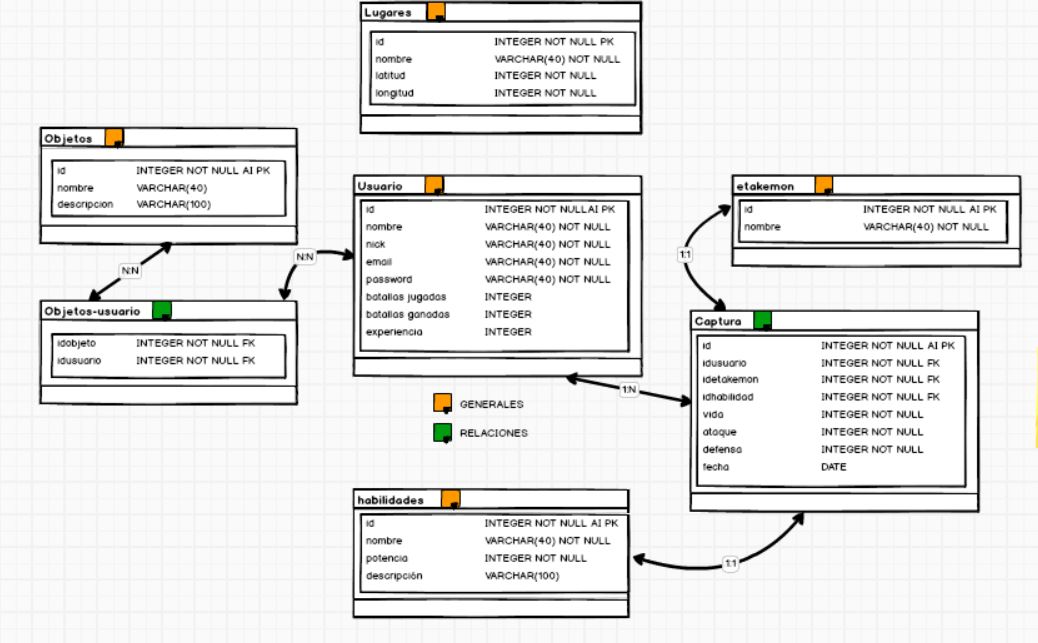 Lugares
id INTEGER NOT NULL PK
nombre VARCHAR(40) NOT NULL
latitud INTEGER NOT NULL
longitud INTEGER NOT NULL
Objetos
id INTEGER NOT NULL AI PK
nombre VARCHAR(40)
descripcion VARCHAR(100)
N:N
Objetos-usuario
idobjeto INTEGER NOT NULL FK
idusuario INTEGER NOT NULL FK
N:N
Usuario
id INTEGER NOT NULLAI PK
nombre VARCHAR(40) NOT NULL
nick VARCHAR(40) NOT NULL
email VARCHAR(40) NOT NULL
password VARCHAR(40) NOT NULL
batallas jugadas INTEGER
batallas ganadas INTEGER
experiencia INTEGER
etakemon
id INTEGER NOT NULL AI PK
nombre VARCHAR(40) NOT NULL
1:1
Captura
id INTEGER NOT NULL AI PK
idusuario INTEGER NOT NULL FK
idetakemon INTEGER NOT NULL FK
idhabilidad INTEGER NOT NULL FK
vida INTEGER NOT NULL
ataque INTEGER NOT NULL
defensa INTEGER NOT NULL
fecha DATE
1:N
GENERALES
RELACIONES
habilidades
id INTEGER NOT NULL AI PK
nombre VARCHAR(40) NOT NULL
potencia INTEGER NOT NULL
descripción VARCHAR(100)
1:1